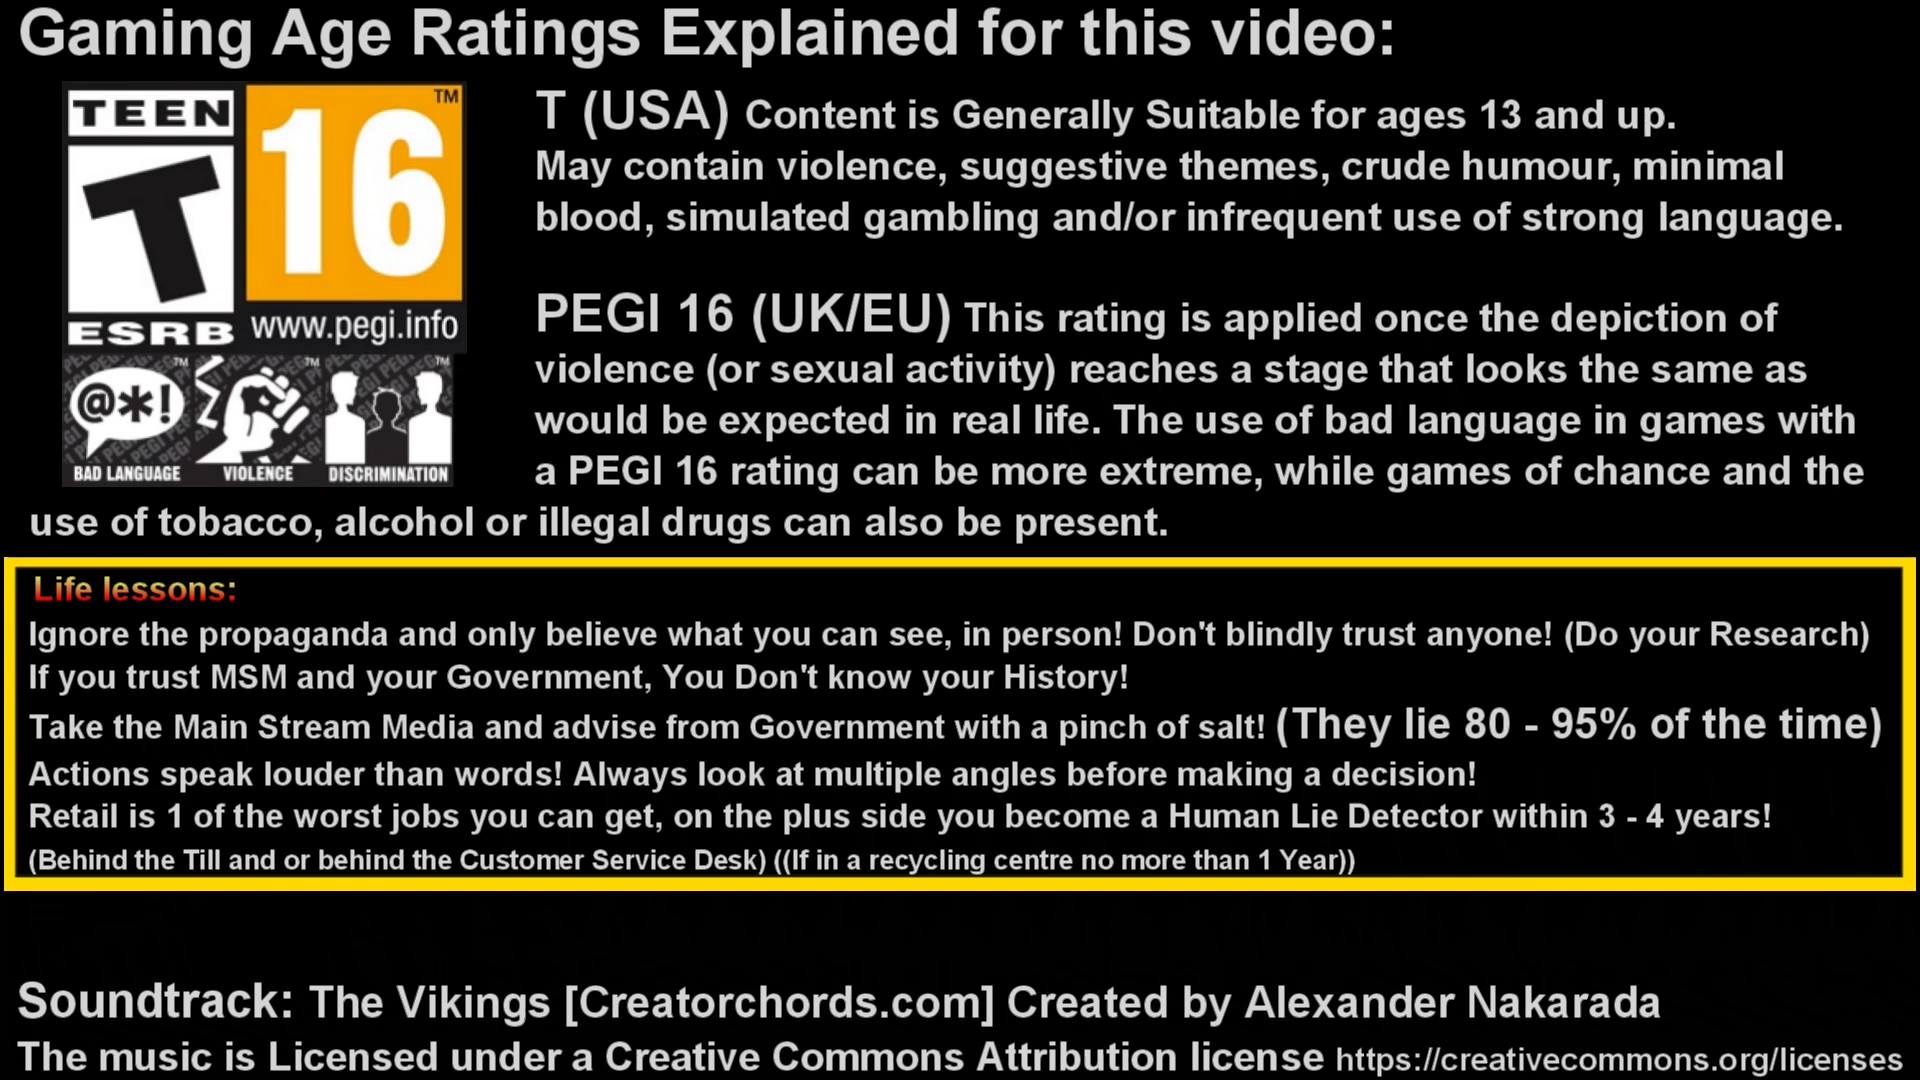 Gaming Age Ratings Explained for this video:
TEEN
T
ESRB
16
TM
www.pegi.info
@*!
TM
BAD LANGUAGE
TM
VIOLENCE
TM
DISCRIMINATION
T (USA) Content is Generally Suitable for ages 13 and up.
May contain violence, suggestive themes, crude humour, minimal
blood, simulated gambling and/or infrequent use of strong language.
PEGI 16 (UK/EU) This rating is applied once the depiction of
violence (or sexual activity) reaches a stage that looks the same as
would be expected in real life. The use of bad language in games with
a PEGI 16 rating can be more extreme, while games of chance and the
use of tobacco, alcohol or illegal drugs can also be present.
Life lessons:
Ignore the propaganda and only believe what you can see, in person! Don't blindly trust anyone! (Do your Research)
If you trust MSM and your Government, You Don't know your History!
Take the Main Stream Media and advise from Government with a pinch of salt! (They lie 80 - 95% of the time)
Actions speak louder than words! Always look at multiple angles before making a decision!
Retail is 1 of the worst jobs you can get, on the plus side you become a Human Lie Detector within 3 - 4 years!
(Behind the Till and or behind the Customer Service Desk) ((If in a recycling centre no more than 1 Year))
Soundtrack: The Vikings [Creatorchords.com] Created by Alexander Nakarada
The music is Licensed under a Creative Commons Attribution license https://creativecommons.org/licenses